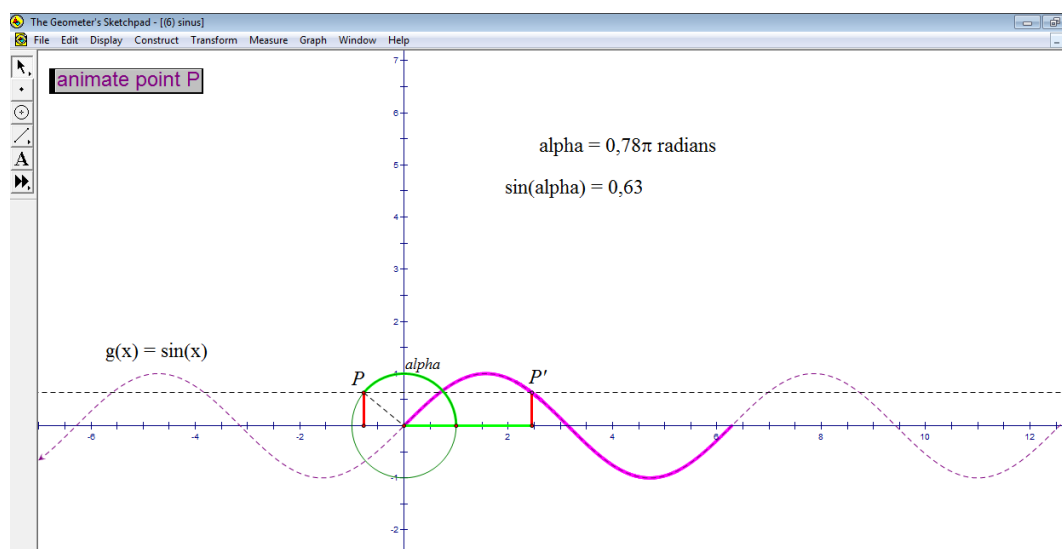 The Geometer's Sketchpad - [(6) sinus]
File Edit Display Construct Transform Measure Graph Window Help
animate point P
A
alpha = 0,78π radians
sin(alpha) = 0,63
g(x) = sin(x)
alpha
P
P'
7
6
5
4
3
2
1
-1
-2
-6
-4
-2
2
4
6
8
10
12